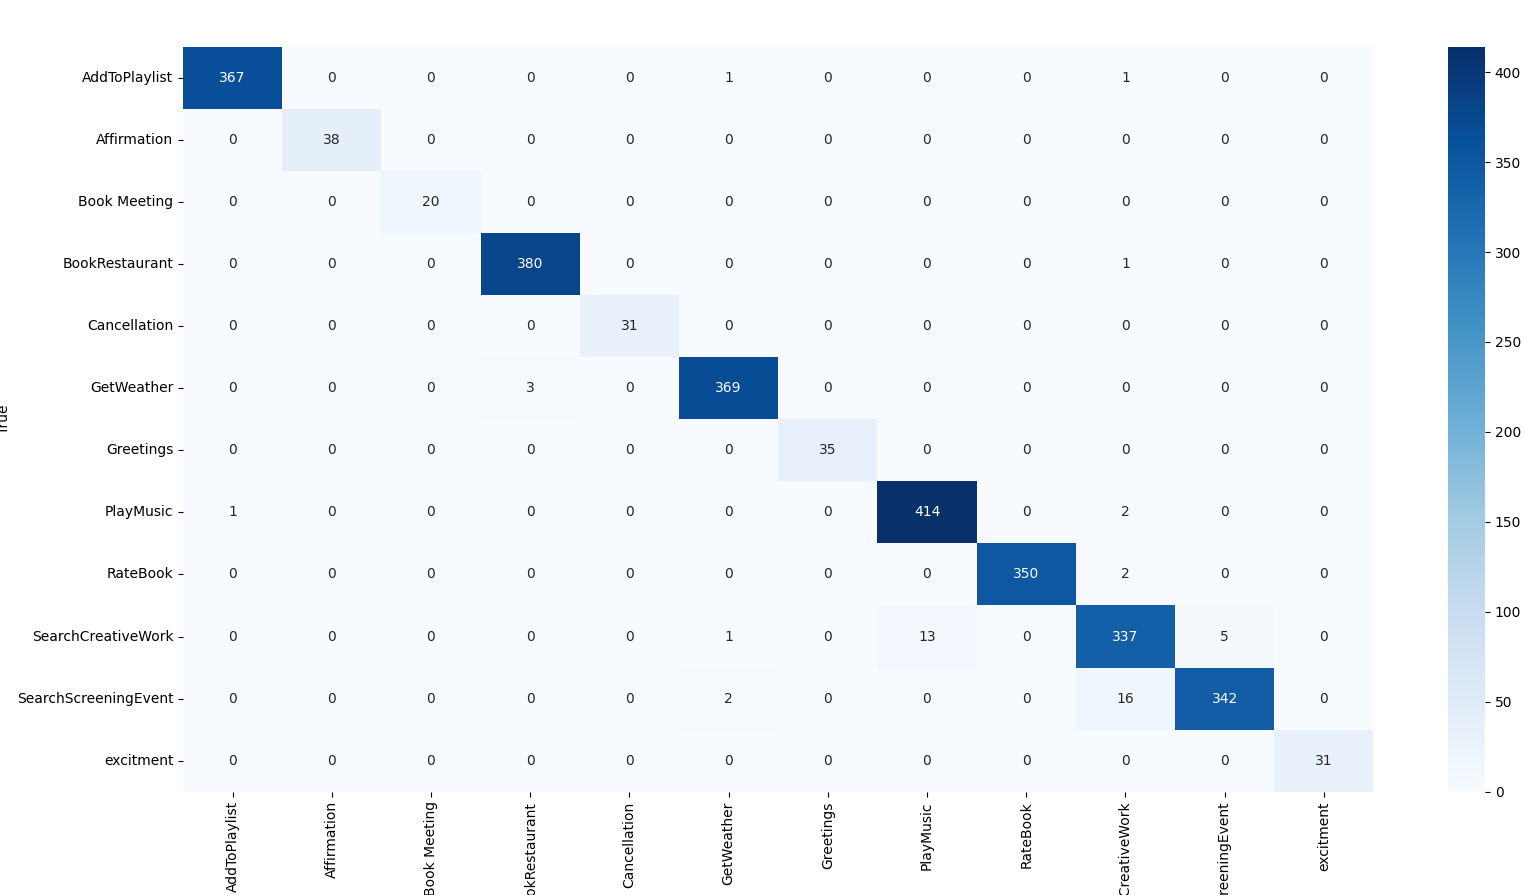 AddToPlaylist 367 0 0 0 0 1 0 0 0 1 0 0
Affirmation 0 38 0 0 0 0 0 0 0 0 0 0
Book Meeting 0 0 20 0 0 0 0 0 0 0 0 0
BookRestaurant 0 0 0 380 0 0 0 0 0 1 0 0
Cancellation 0 0 0 0 31 0 0 0 0 0 0 0
GetWeather 0 0 0 3 0 369 0 0 0 0 0 0
Greetings 0 0 0 0 0 0 35 0 0 0 0 0
PlayMusic 1 0 0 0 0 0 0 414 0 2 0 0
RateBook 0 0 0 0 0 0 0 0 350 2 0 0
SearchCreativeWork 0 0 0 0 0 1 0 13 0 337 5 0
SearchScreeningEvent 0 0 0 0 0 2 0 0 0 16 342 0
excitment 0 0 0 0 0 0 0 0 0 0 0 31
True
AddToPlaylist
Affirmation
Book Meeting
okRestaurant
Cancellation
GetWeather
Greetings
PlayMusic
RateBook
CreativeWork
reeningEvent
excitment
400
350
300
250
200
150
100
50
0